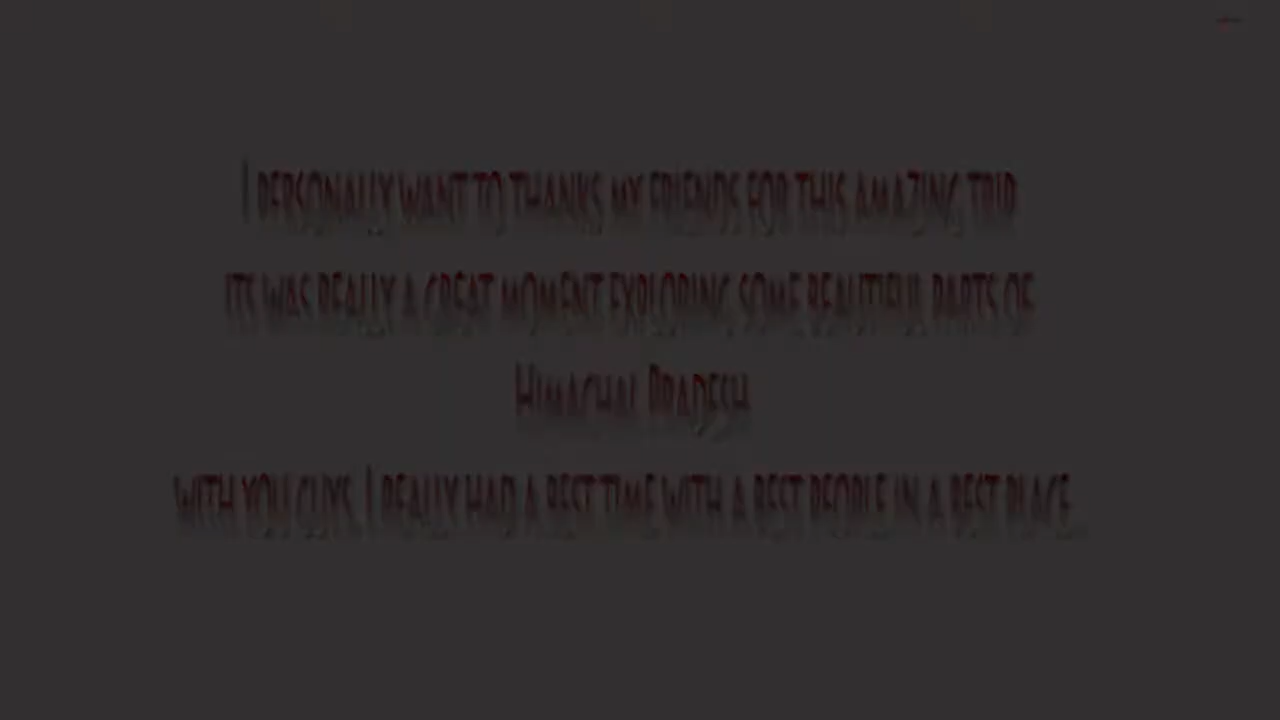 I personally want to thanks my friends for this amazing trip
its was really a great moment exploring some beautiful parts of
Himachal Pradesh
with you guys. I really had a best time with a best people in a best place